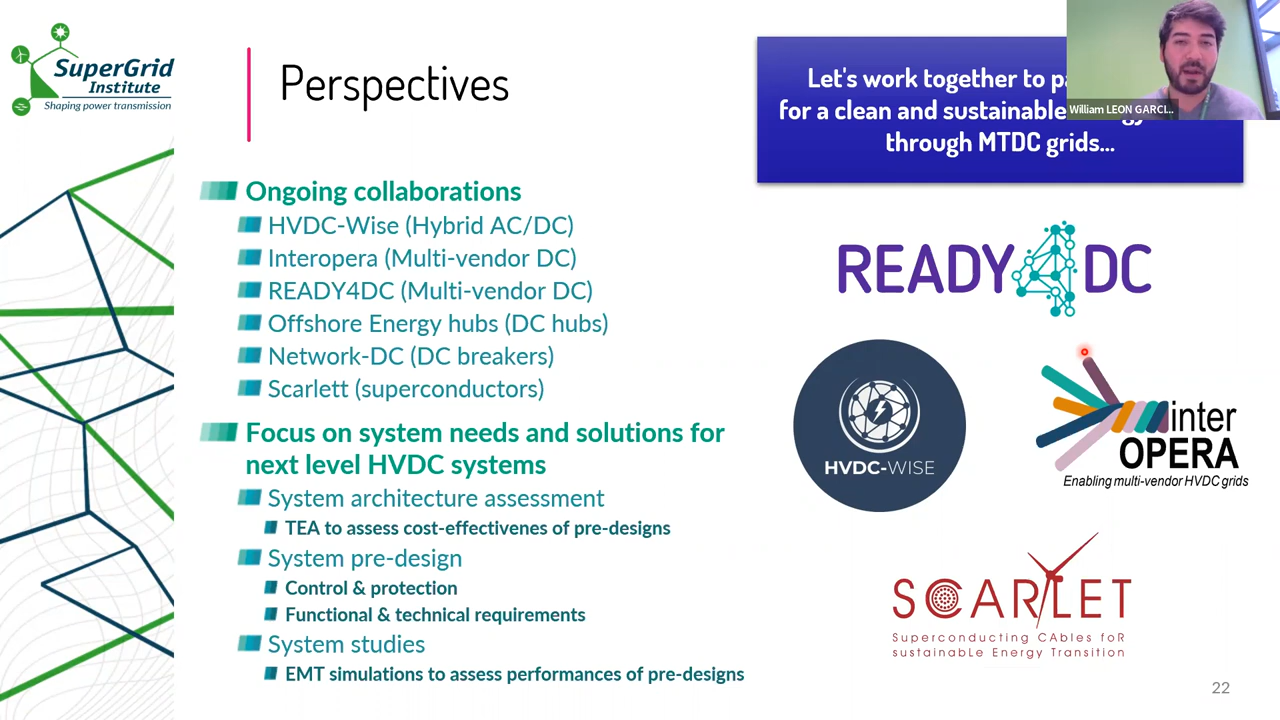 SuperGrid
Institute
Shaping power transmission
Perspectives
Let's work together to
for a clean and sustainable
through MTDC grids...
William LEON GARCI...
Ongoing collaborations
HVDC-Wise (Hybrid AC/DC)
Interopera (Multi-vendor DC)
READY4DC (Multi-vendor DC)
Offshore Energy hubs (DC hubs)
Network-DC (DC breakers)
Scarlett (superconductors)
Focus on system needs and solutions for
next level HVDC systems
System architecture assessment
TEA to assess cost-effectivenes of pre-designs
System pre-design
Control & protection
Functional & technical requirements
System studies
EMT simulations to assess performances of pre-designs
READY4DC
HVDC-WISE
inter
OPERA
Enabling multi-vendor HVDC grids
SCARLET
Superconducting CAbles foR
sustainabLe Energy Transition
22